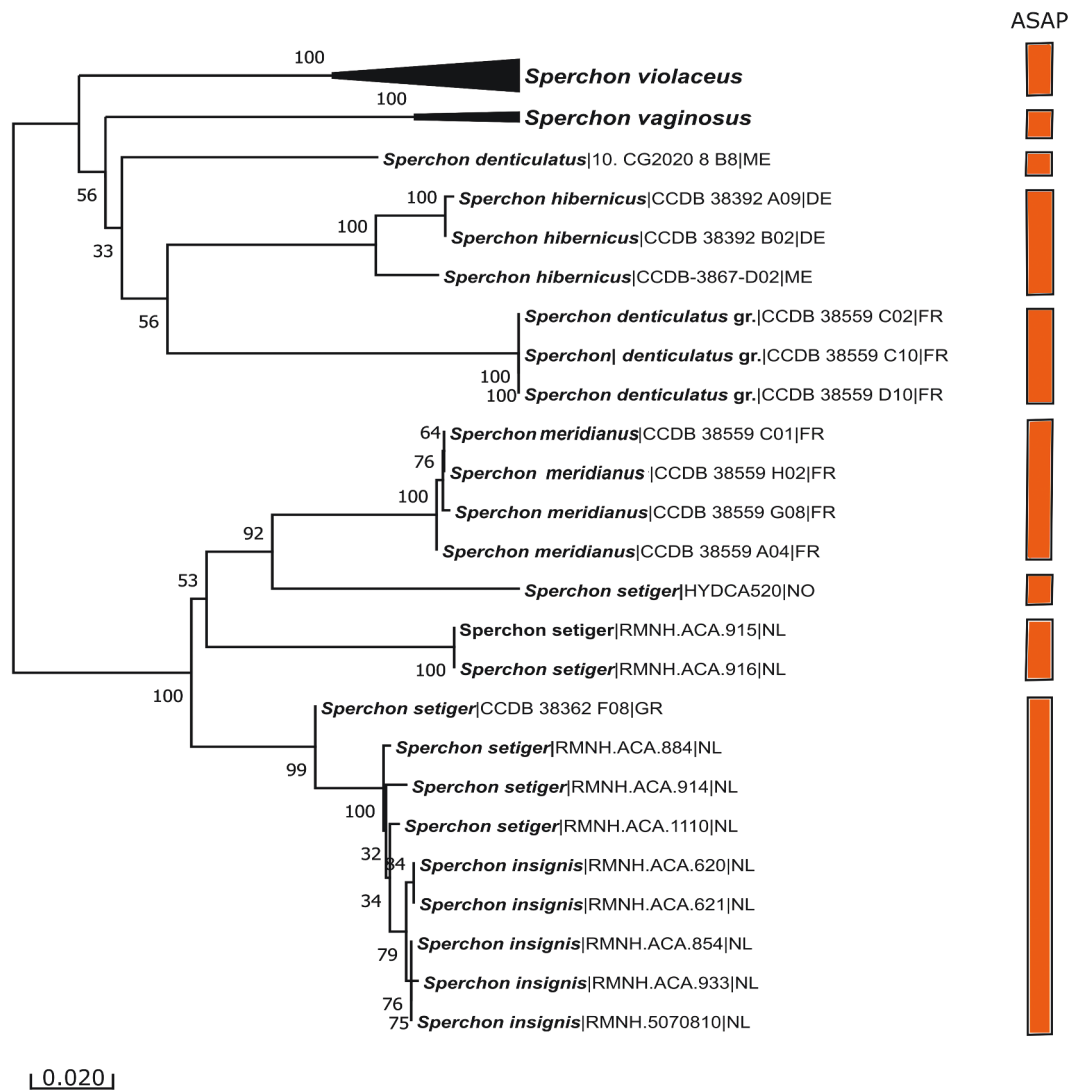 ASAP
100
Sperchon violaceus
100
Sperchon vaginosus
Sperchon denticulatus|10. CG2020 8 B8|ME
56
100
Sperchon hibernicus|CCDB 38392 A09|DE
100
Sperchon hibernicus|CCDB 38392 B02|DE
33
Sperchon hibernicus|CCDB-3867-D02|ME
56
Sperchon denticulatus gr.|CCDB 38559 C02|FR
Sperchon| denticulatus gr.|CCDB 38559 C10|FR
100
100
Sperchon denticulatus gr.|CCDB 38559 D10|FR
64
Sperchon meridianus|CCDB 38559 C01|FR
76
Sperchon meridianus |CCDB 38559 H02|FR
100
Sperchon meridianus|CCDB 38559 G08|FR
92
Sperchon meridianus|CCDB 38559 A04|FR
53
Sperchon setiger|HYDCA520|NO
Sperchon setiger|RMNH.ACA.915|NL
100
Sperchon setiger|RMNH.ACA.916|NL
100
Sperchon setiger|CCDB 38362 F08|GR
Sperchon setiger|RMNH.ACA.884|NL
99
Sperchon setiger|RMNH.ACA.914|NL
100
Sperchon setiger|RMNH.ACA.1110|NL
32
84
Sperchon insignis|RMNH.ACA.620|NL
34
Sperchon insignis|RMNH.ACA.621|NL
Sperchon insignis|RMNH.ACA.854|NL
79
Sperchon insignis|RMNH.ACA.933|NL
76
75
Sperchon insignis|RMNH.5070810|NL
0.020